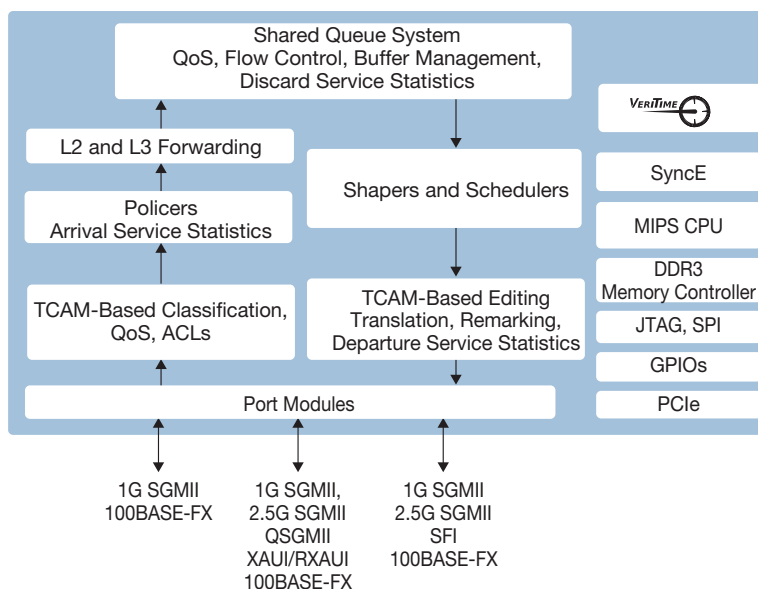 Shared Queue System
QoS, Flow Control, Buffer Management,
Discard Service Statistics
L2 and L3 Forwarding
Policers
Arrival Service Statistics
TCAM-Based Classification,
QoS, ACLs
Shapers and Schedulers
TCAM-Based Editing
Translation, Remarking,
Departure Service Statistics
Port Modules
VERITIME
SyncE
MIPS CPU
DDR3
Memory Controller
JTAG, SPI
GPIOs
PCIe
1G SGMII
100BASE-FX
1G SGMII,
2.5G SGMII
QSGMII
XAUI/RXAUI
100BASE-FX
1G SGMII
2.5G SGMII
SFI
100BASE-FX